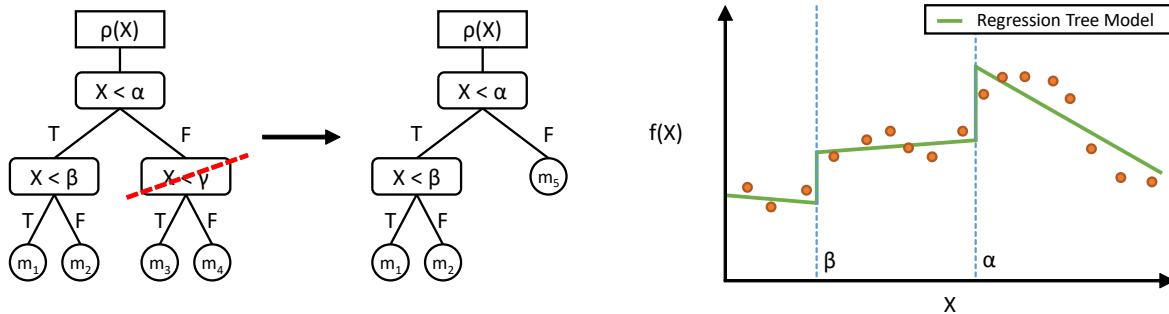 ρ(X)
X < α
T F
X < β X < γ
T F T F
m₁ m₂ m₃ m₄
ρ(X)
X < α
T F
X < β m₅
T F
m₁ m₂
Regression Tree Model
f(X)
β α
X